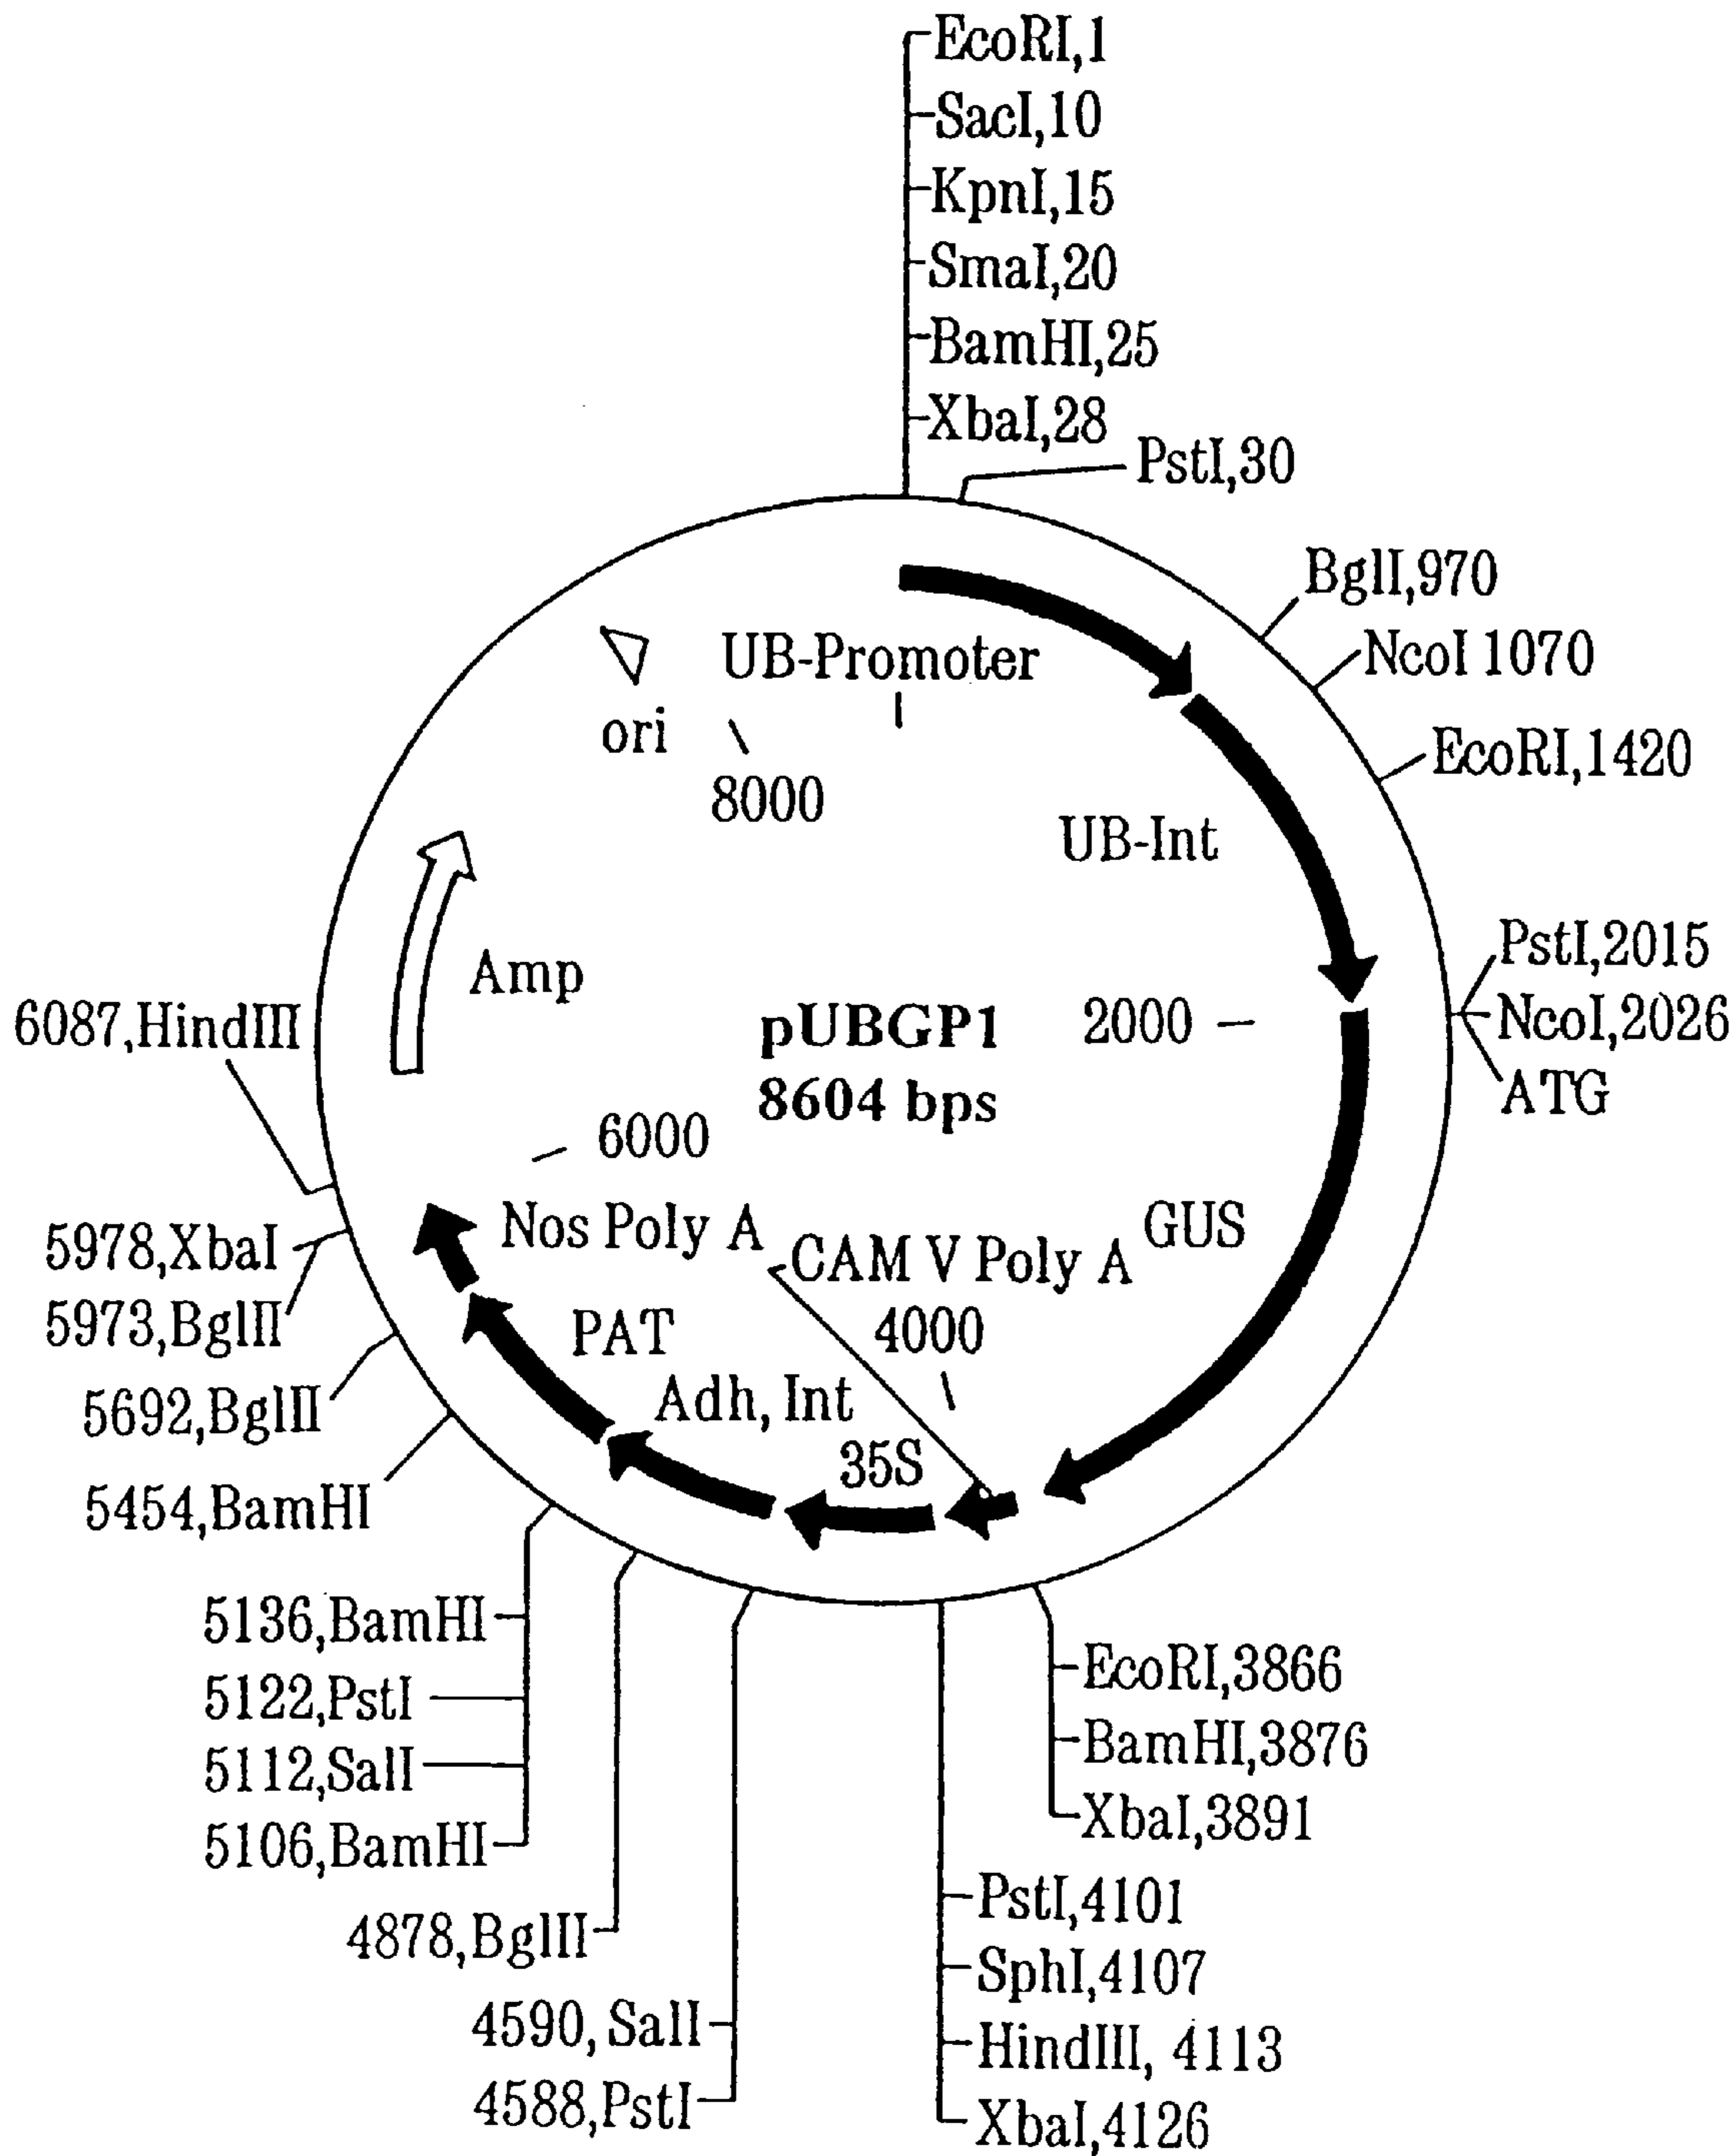 EcoRI,1
SacI,10
KpnI,15
SmaI,20
BamHI,25
XbaI,28
PstI,30
BglI,970
NcoI 1070
EcoRI,1420
PstI,2015
NcoI,2026
ATG
UB-Promoter
ori
8000
UB-Int
Amp
pUBGP1
8604 bps
2000
6000
Nos Poly A
CAM V Poly A
GUS
4000
PAT
Adh, Int
35S
6087,HindIII
5978,XbaI
5973,BglII
5692,BglII
5454,BamHI
5136,BamHI
5122,PstI
5112,SalI
5106,BamHI
4878,BglII
4590,SalI
4588,PstI
EcoRI,3866
BamHI,3876
XbaI,3891
PstI,4101
SphI,4107
HindIII, 4113
XbaI,4126